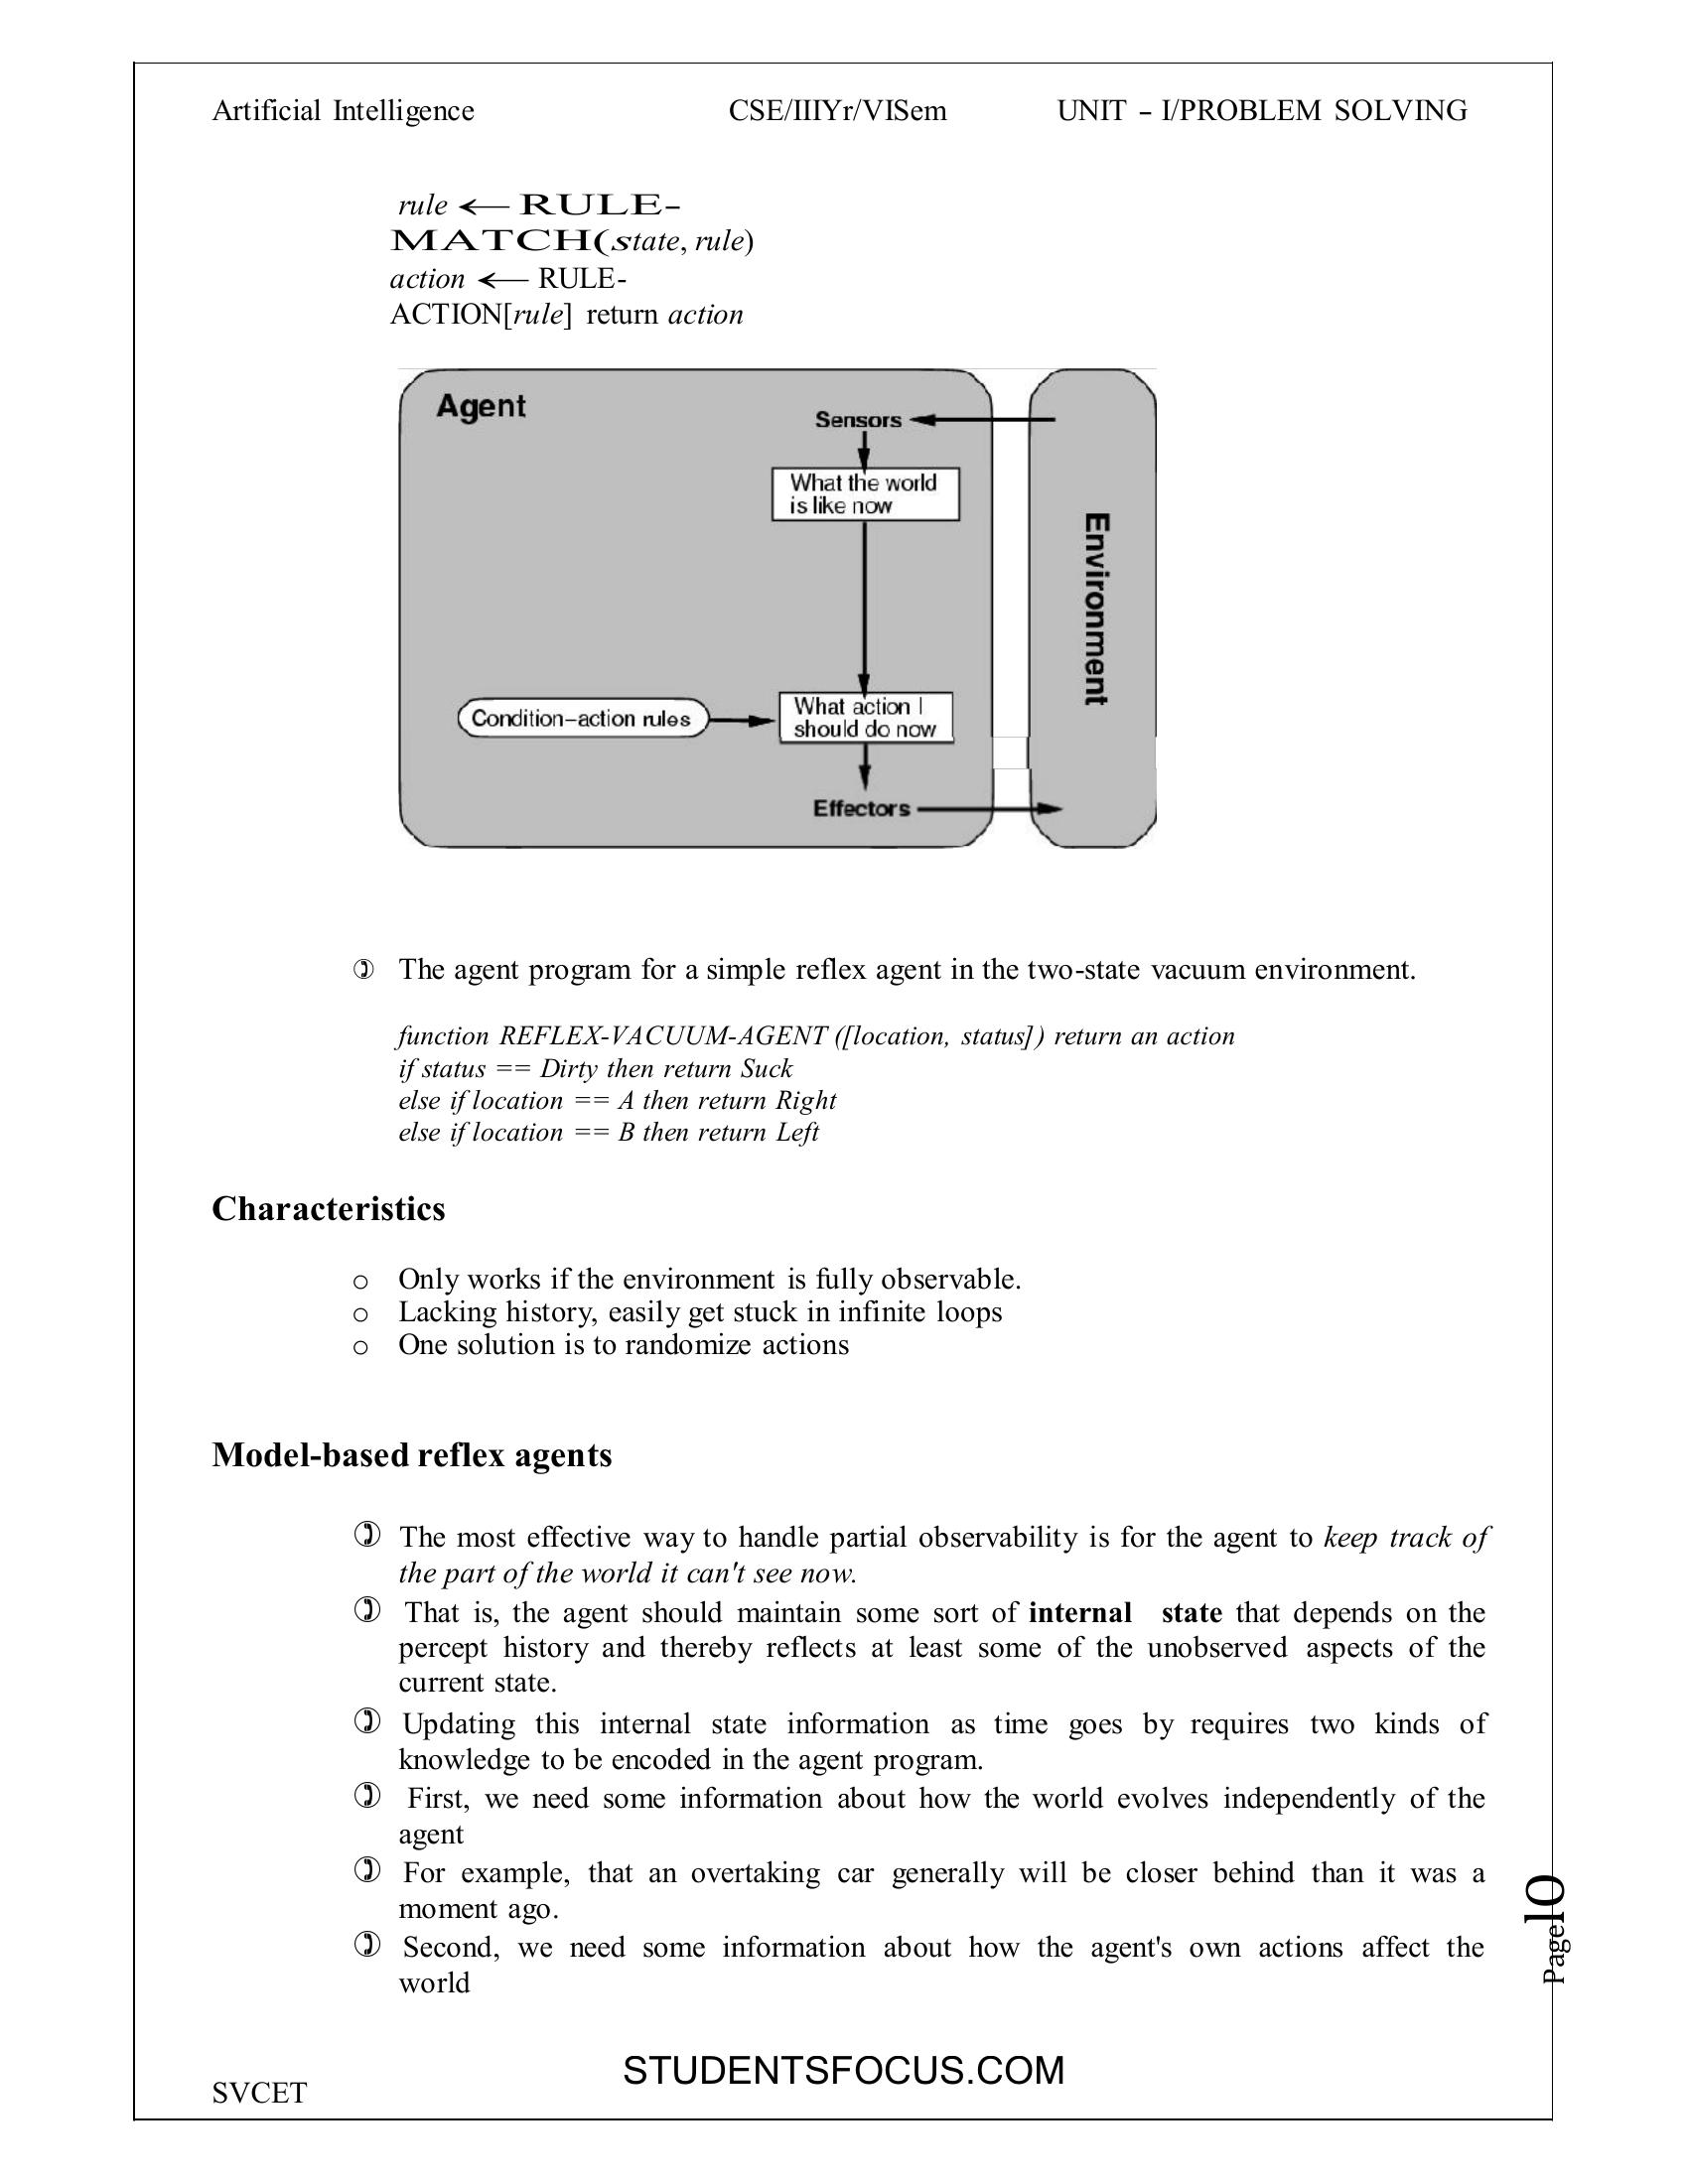 Artificial Intelligence CSE/IIIYr/VISem UNIT – I/PROBLEM SOLVING
rule ← RULE-
MATCH(state, rule)
action ← RULE-
ACTION[rule] return action
Agent
Sensors
What the world
is like now
Environment
Condition–action rules
What action I
should do now
Effectors
The agent program for a simple reflex agent in the two-state vacuum environment.
function REFLEX-VACUUM-AGENT ([location, status]) return an action
if status == Dirty then return Suck
else if location == A then return Right
else if location == B then return Left
Characteristics
o Only works if the environment is fully observable.
o Lacking history, easily get stuck in infinite loops
o One solution is to randomize actions
Model-based reflex agents
The most effective way to handle partial observability is for the agent to keep track of
the part of the world it can't see now.
That is, the agent should maintain some sort of internal state that depends on the
percept history and thereby reflects at least some of the unobserved aspects of the
current state.
Updating this internal state information as time goes by requires two kinds of
knowledge to be encoded in the agent program.
First, we need some information about how the world evolves independently of the
agent
For example, that an overtaking car generally will be closer behind than it was a
moment ago.
Second, we need some information about how the agent's own actions affect the
world
Page10
STUDENTSFOCUS.COM
SVCET